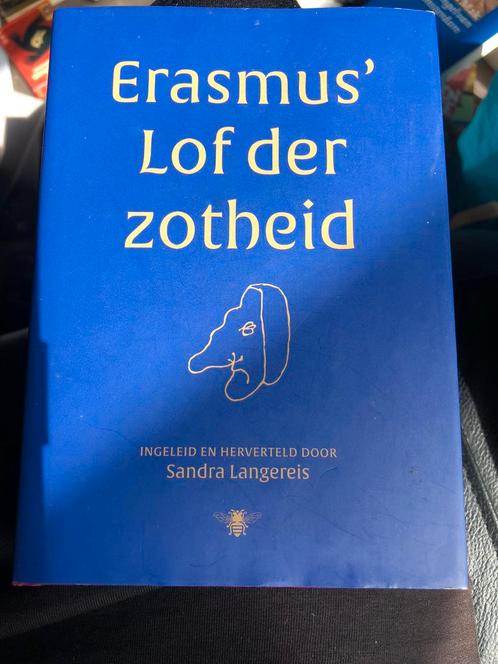 Erasmus'
Lof der
zotheid
INGELEID EN HERVERTELD DOOR
Sandra Langereis